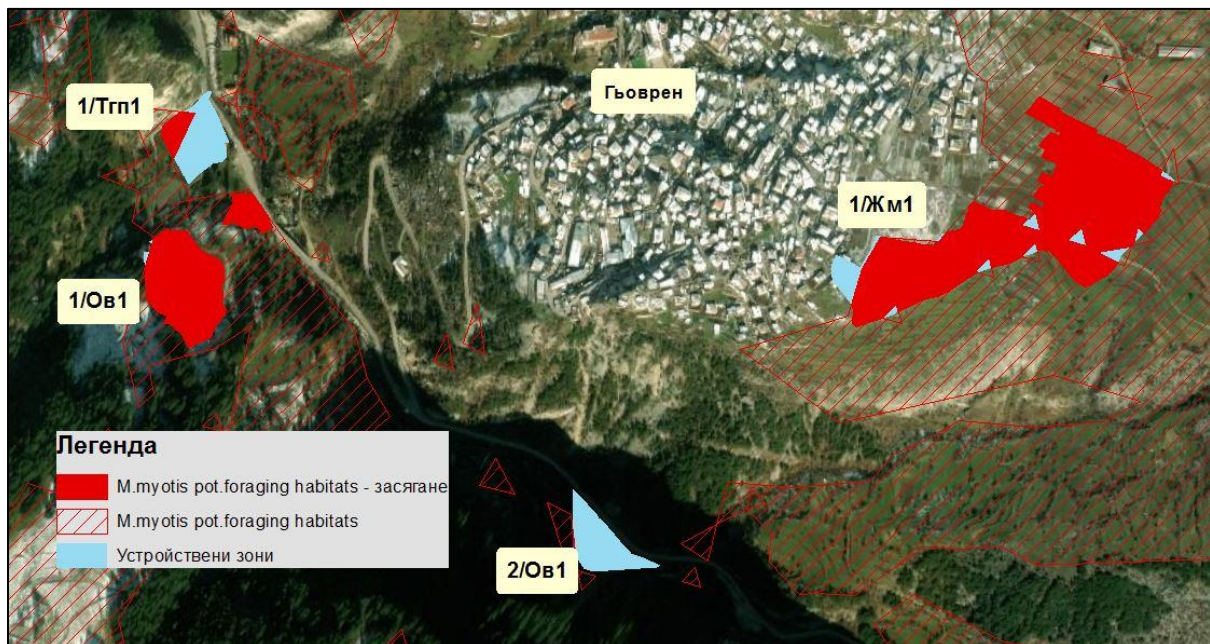 1/Тгп1
Гьоврен
1/Жм1
1/Ов1
Легенда
M.myotis pot.foraging habitats - засягане
M.myotis pot.foraging habitats
Устройствени зони
2/Ов1